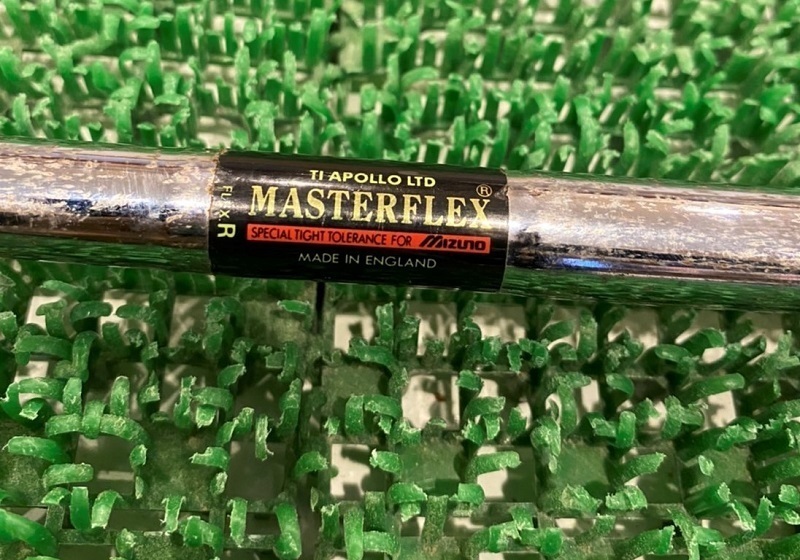 TI APOLLO LTD
MASTERFLEX®
SPECIAL TIGHT TOLERANCE FOR MIZUNO
MADE IN ENGLAND
FLEX R